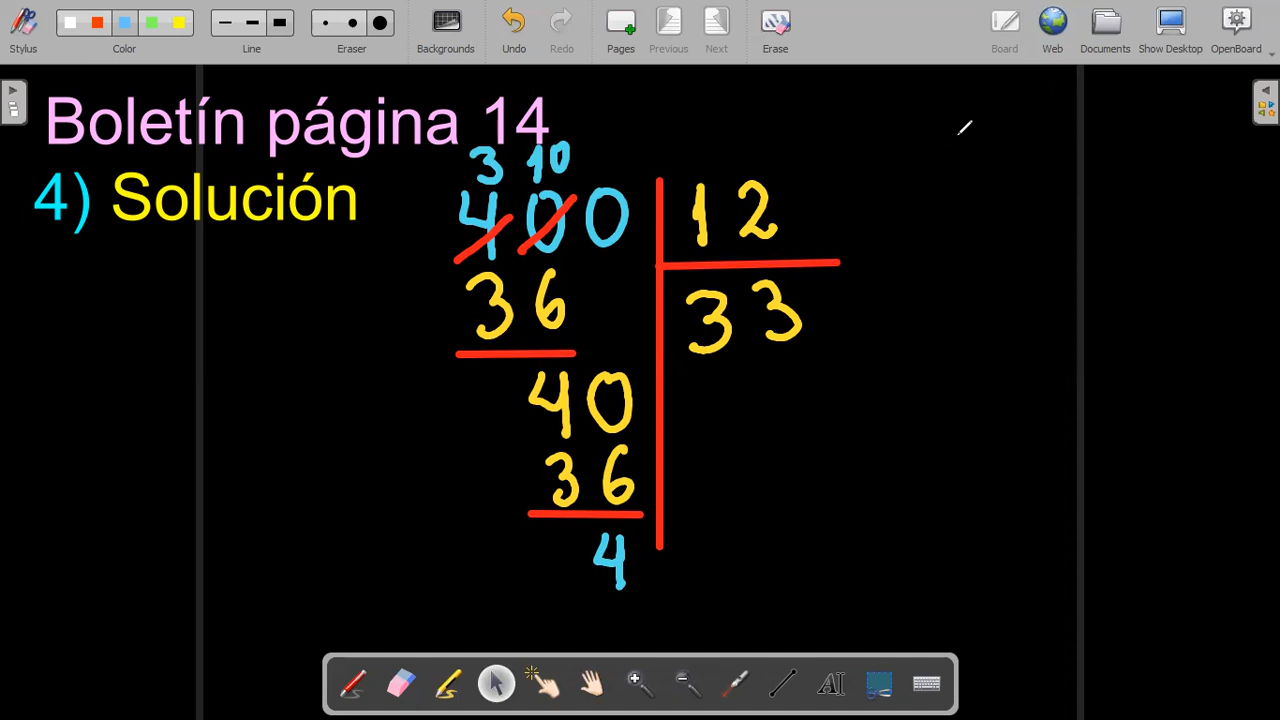 Stylus Color Line Eraser Backgrounds Undo Redo Pages Previous Next Erase Board Web Documents Show Desktop OpenBoard
Boletín página 14
4) Solución
3 10
400 12
36 33
40
36
4